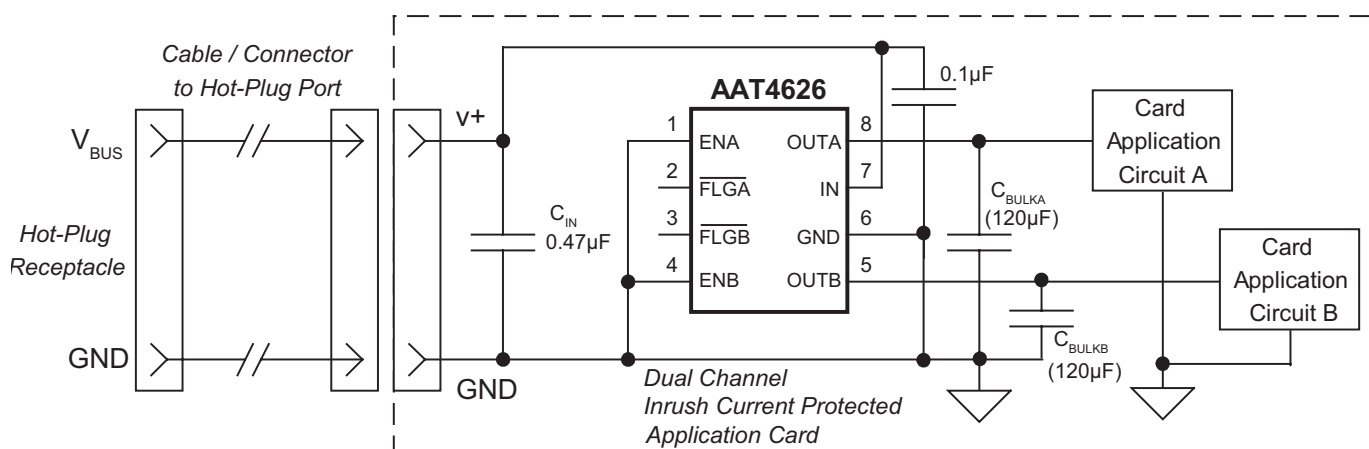 Cable / Connector
to Hot-Plug Port
V+
0.1µF
AAT4626
V_BUS
Hot-Plug
Receptacle
GND
C_IN
0.47µF
GND
1
2
3
4
ENA
FLGA
FLGB
ENB
OUTA
IN
GND
OUTB
8
7
6
5
C_BULKA
(120µF)
C_BULKB
(120µF)
Card
Application
Circuit A
Card
Application
Circuit B
Dual Channel
Inrush Current Protected
Application Card